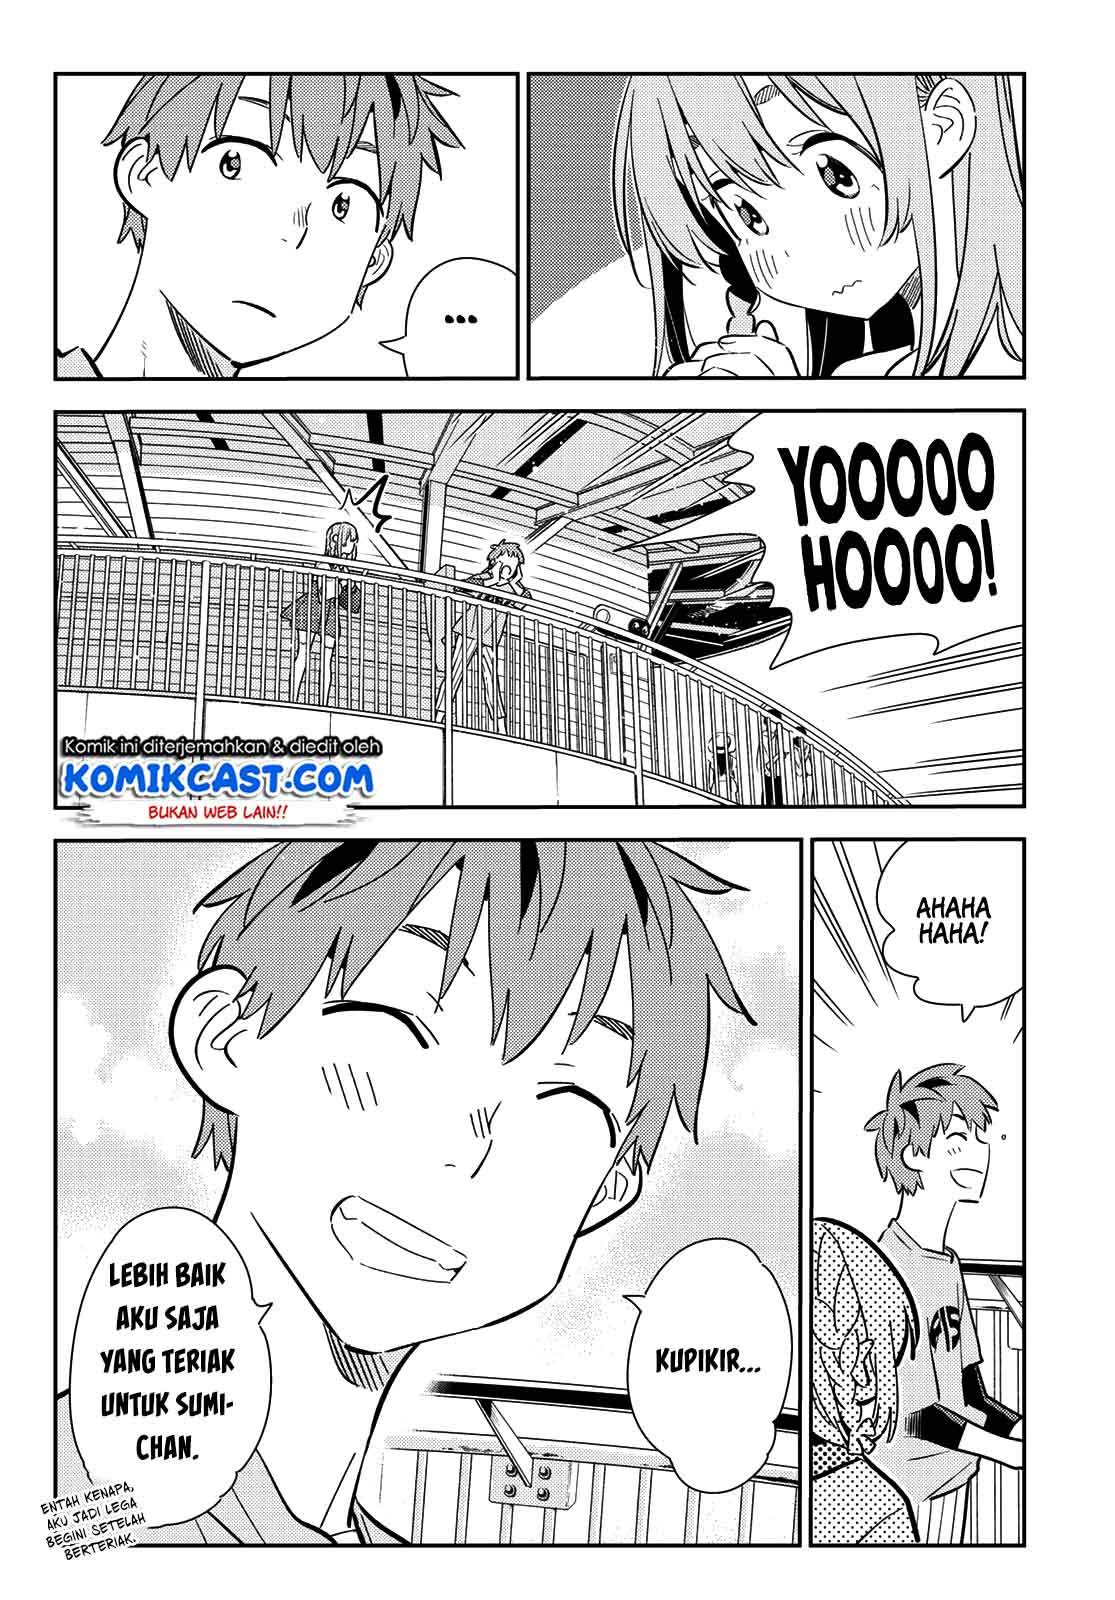 ...
YOOOOO
HOOOO!
Komik ini diterjemahkan & diedit oleh
KOMIKCAST.COM
BUKAN WEB LAIN!!
AHAHA
HAHA!
FIS
KUPIKIR...
LEBIH BAIK
AKU SAJA
YANG TERIAK
UNTUK SUMI-
CHAN.
ENTAH KENAPA,
AKU JADI LEGA
BEGINI SETELAH
BERTERIAK.